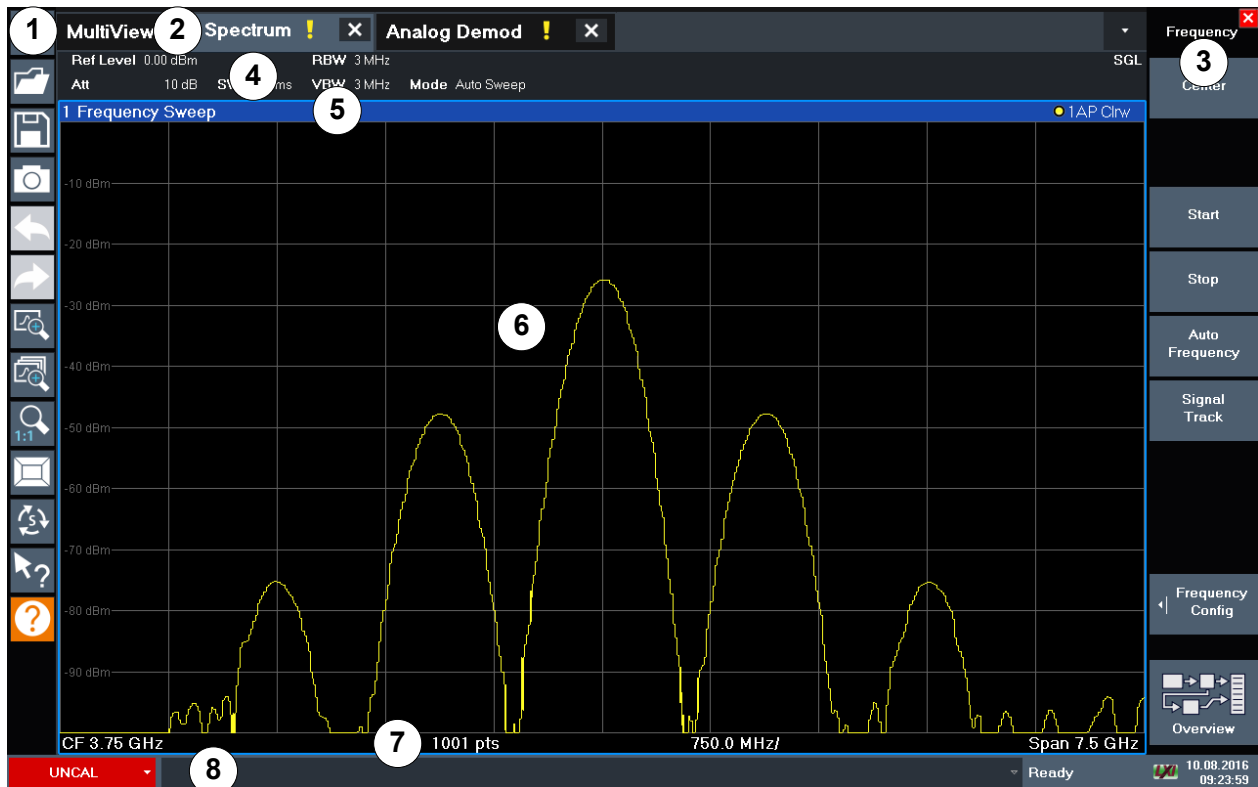 1
MultiView
2
Spectrum !
Analog Demod !
Frequency
3
Ref Level 0.00 dBm
RBW 3 MHz
SGL
4
Att 10 dB
ms
VBW 3 MHz
Mode Auto Sweep
Center
5
1 Frequency Sweep
1AP Clrw
-10 dBm
-20 dBm
-30 dBm
-40 dBm
-50 dBm
-60 dBm
-70 dBm
-80 dBm
-90 dBm
6
1:1
S
?
?
Start
Stop
Auto
Frequency
Signal
Track
Frequency
Config
Overview
CF 3.75 GHz
7
1001 pts
750.0 MHz/
Span 7.5 GHz
UNCAL
8
Ready
LXI
10.08.2016
09:23:59